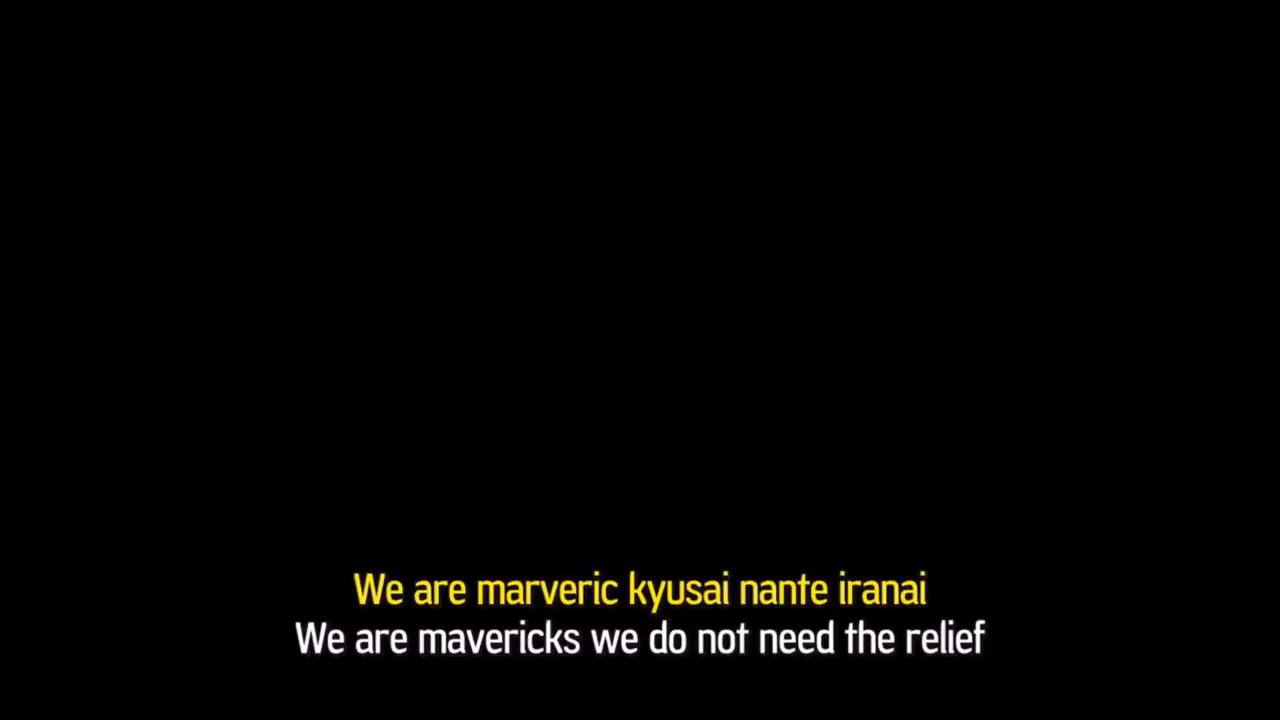 We are marveric kyusai nante iranai
We are mavericks we do not need the relief